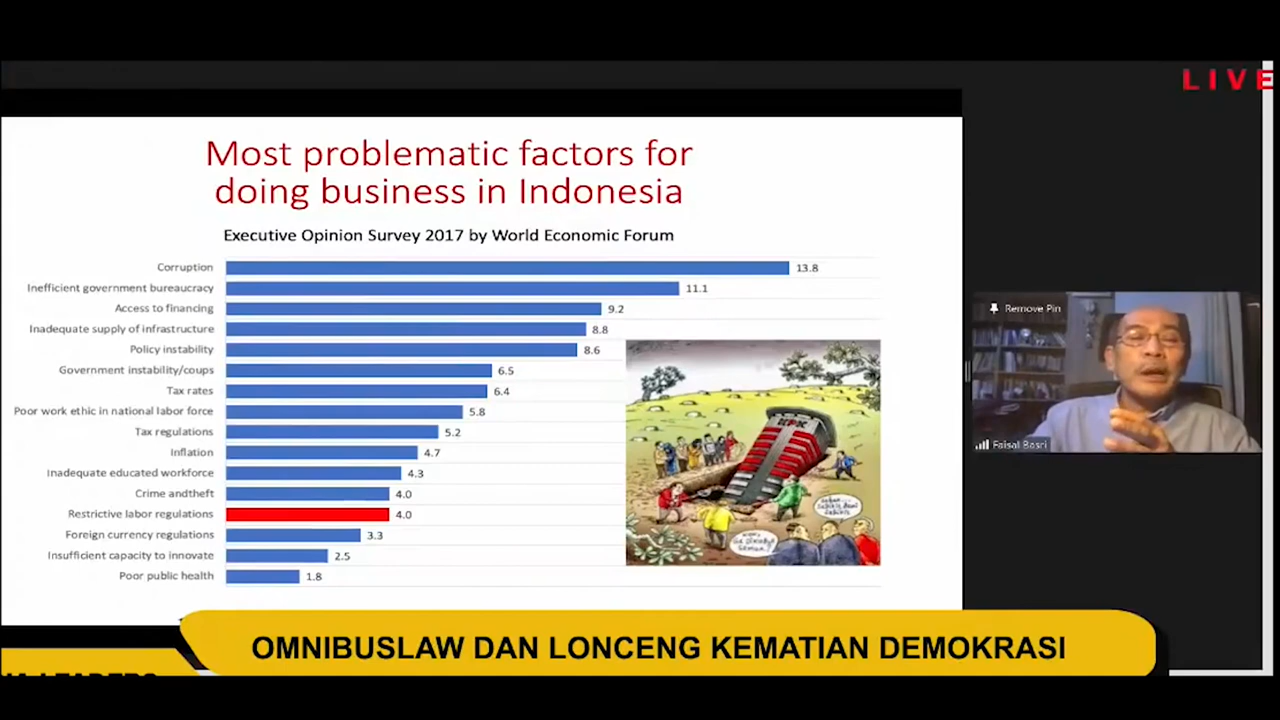 LIVE
Most problematic factors for
doing business in Indonesia
Executive Opinion Survey 2017 by World Economic Forum
Corruption 13.8
Inefficient government bureaucracy 11.1
Access to financing 9.2
Inadequate supply of infrastructure 8.8
Policy instability 8.6
Government instability/coups 6.5
Tax rates 6.4
Poor work ethic in national labor force 5.8
Tax regulations 5.2
Inflation 4.7
Inadequate educated workforce 4.3
Crime andtheft 4.0
Restrictive labor regulations 4.0
Foreign currency regulations 3.3
Insufficient capacity to innovate 2.5
Poor public health 1.8
KPK
Remove Pin
Faisal Basri
OMNIBUSLAW DAN LONCENG KEMATIAN DEMOKRASI